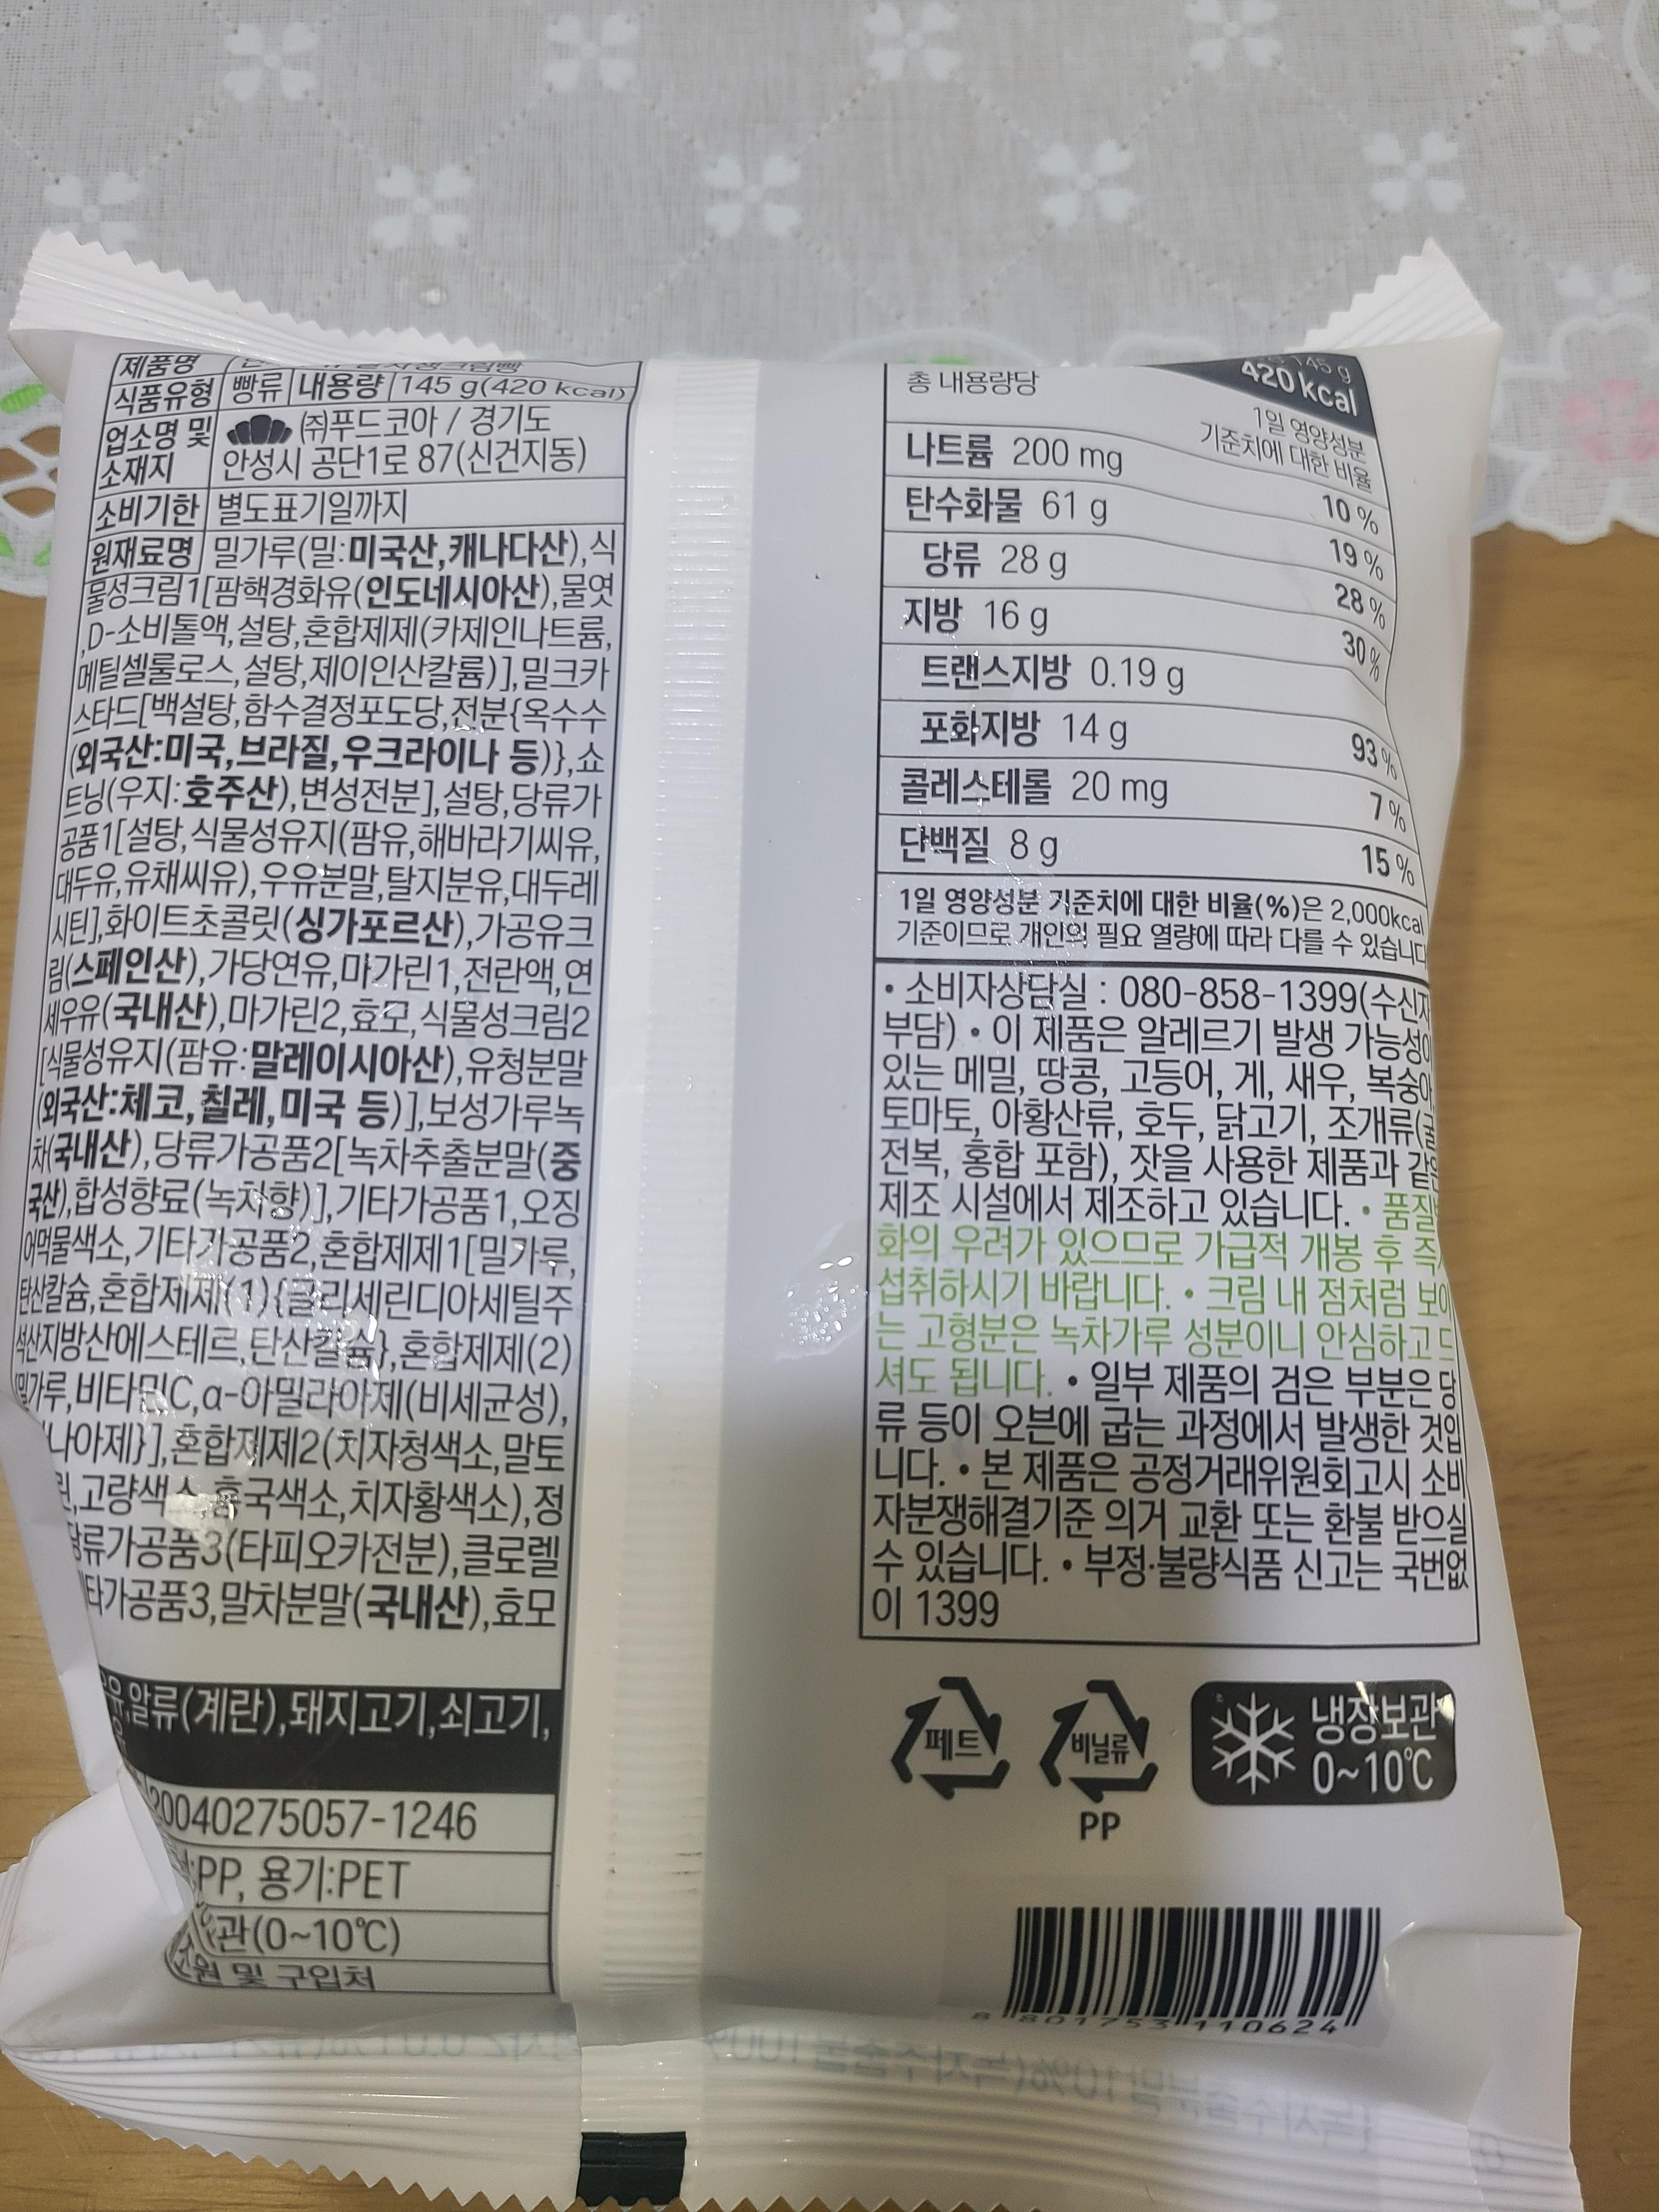 제품명
식품유형 빵류 내용량 145 g(420 kcal)
업소명 및 소재지 (주)푸드코아 / 경기도
안성시 공단1로 87(신건지동)
소비기한 별도표기일까지
원재료명 밀가루(밀:미국산,캐나다산),식
물성크림1[팜핵경화유(인도네시아산),물엿
,D-소비톨액,설탕,혼합제제(카제인나트륨,
메틸셀룰로스,설탕,제이인산칼륨)],밀크카
스타드[백설탕,함수결정포도당,전분{옥수수
(외국산:미국,브라질,우크라이나 등)},쇼
트닝(우지:호주산),변성전분],설탕,당류가
공품1[설탕,식물성유지(팜유,해바라기씨유,
대두유,유채씨유),우유분말,탈지분유,대두레
시틴],화이트초콜릿(싱가포르산),가공유크
림(스페인산),가당연유,마가린1,전란액,연
세우유(국내산),마가린2,효모,식물성크림2
[식물성유지(팜유:말레이시아산),유청분말
(외국산:체코,칠레,미국 등)],보성가루녹
차(국내산),당류가공품2[녹차추출분말(중
국산),합성향료(녹차향)],기타가공품1,오징
어먹물색소,기타가공품2,혼합제제1[밀가루,
탄산칼슘,혼합제제(1){글리세린디아세틸주
석산지방산에스테르,탄산칼슘},혼합제제(2)
밀가루,비타민C,α-아밀라아제(비세균성),
나아제}],혼합제제2(치자청색소,말토
린,고량색소,홍국색소,치자황색소),정
당류가공품3(타피오카전분),클로렐
타가공품3,말차분말(국내산),효모
유,알류(계란),돼지고기,쇠고기,
20040275057-1246
:PP, 용기:PET
관(0~10℃)
원 및 구입처
145 g
420 kcal
총 내용량당
1일 영양성분
기준치에 대한 비율
나트륨 200 mg 10 %
탄수화물 61 g 19 %
당류 28 g 28 %
지방 16 g 30 %
트랜스지방 0.19 g
포화지방 14 g 93 %
콜레스테롤 20 mg 7 %
단백질 8 g 15 %
1일 영양성분 기준치에 대한 비율(%)은 2,000kcal
기준이므로 개인의 필요 열량에 따라 다를 수 있습니다
• 소비자상담실 : 080-858-1399(수신자
부담) • 이 제품은 알레르기 발생 가능성이
있는 메밀, 땅콩, 고등어, 게, 새우, 복숭아,
토마토, 아황산류, 호두, 닭고기, 조개류(굴
전복, 홍합 포함), 잣을 사용한 제품과 같은
제조 시설에서 제조하고 있습니다. • 품질
화의 우려가 있으므로 가급적 개봉 후 즉시
섭취하시기 바랍니다. • 크림 내 점처럼 보이
는 고형분은 녹차가루 성분이니 안심하고 드
셔도 됩니다. • 일부 제품의 검은 부분은 당
류 등이 오븐에 굽는 과정에서 발생한 것입
니다. • 본 제품은 공정거래위원회고시 소비
자분쟁해결기준 의거 교환 또는 환불 받으실
수 있습니다. • 부정·불량식품 신고는 국번없
이 1399
페트
비닐류
PP
냉장보관
0~10℃
8 801753 110624